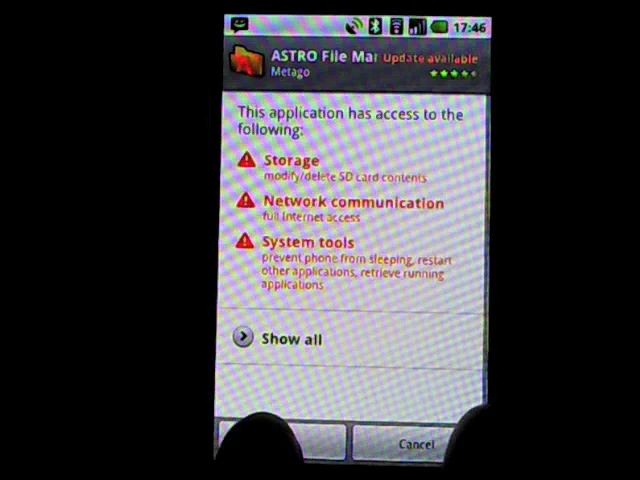 17:46
ASTRO File Mar Update available
Metago
This application has access to the
following:
Storage
modify/delete SD card contents
Network communication
full Internet access
System tools
prevent phone from sleeping, restart
other applications, retrieve running
applications
Show all
Cancel